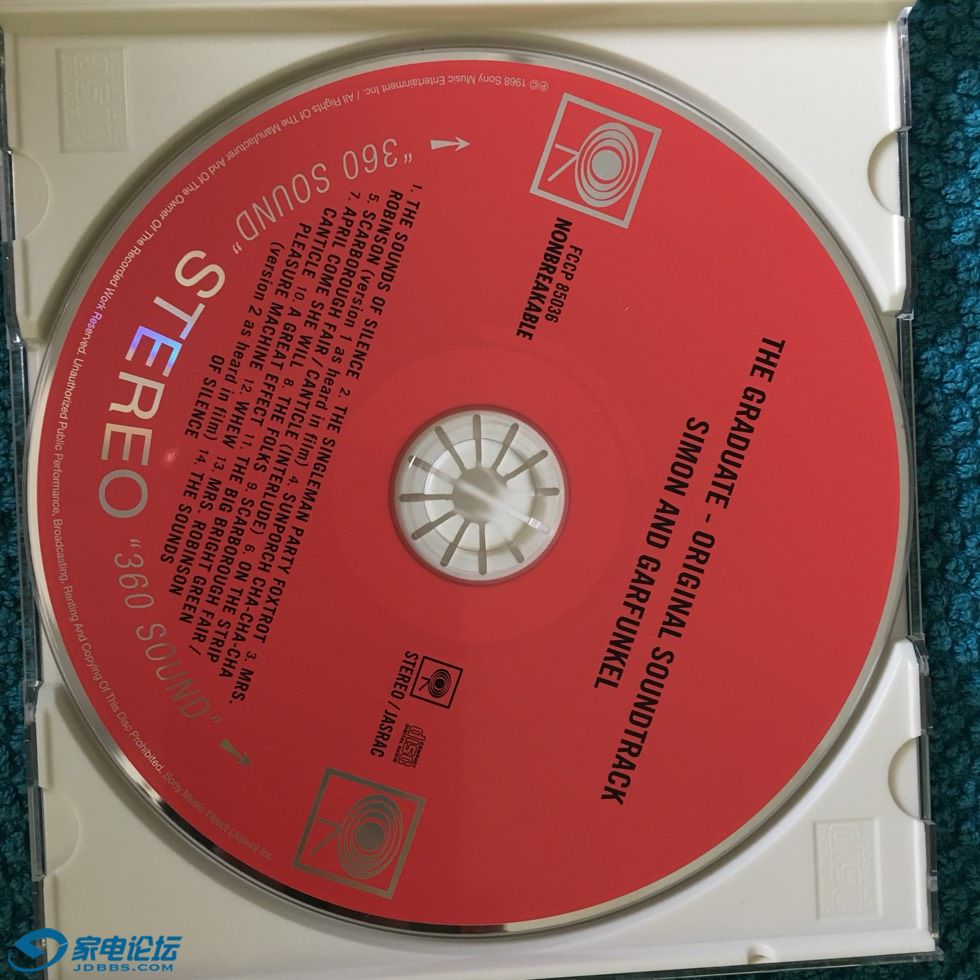 THE GRADUATE - ORIGINAL SOUNDTRACK
SIMON AND GARFUNKEL
FCCP 85036
NONBREAKABLE
STEREO / JASRAC
COMPACT
disc
DIGITAL AUDIO
1. THE SOUNDS OF SILENCE 2. THE SINGLEMAN PARTY FOXTROT 3. MRS.
ROBINSON (version 1 as heard in film) 4. SUNPORCH CHA-CHA-CHA
5. SCARBOROUGH FAIR / CANTICLE (INTERLUDE) 6. ON THE STRIP
7. APRIL COME SHE WILL 8. THE FOLKS 9. SCARBOROUGH FAIR /
CANTICLE 10. A GREAT EFFECT 11. THE BIG BRIGHT GREEN
PLEASURE MACHINE 12. WHEW 13. MRS. ROBINSON
(version 2 as heard in film) 14. THE SOUNDS
OF SILENCE
"360 SOUND" STEREO "360 SOUND"
℗© 1968 Sony Music Entertainment Inc. / All Rights Of The Manufacturer And Of The Owner Of The Recorded Work Reserved. Unauthorized Public Performance, Broadcasting, Renting And Copying Of This Disc Prohibited. Sony Music Direct (Japan) Inc.
disc
家电论坛
JDBBS.COM